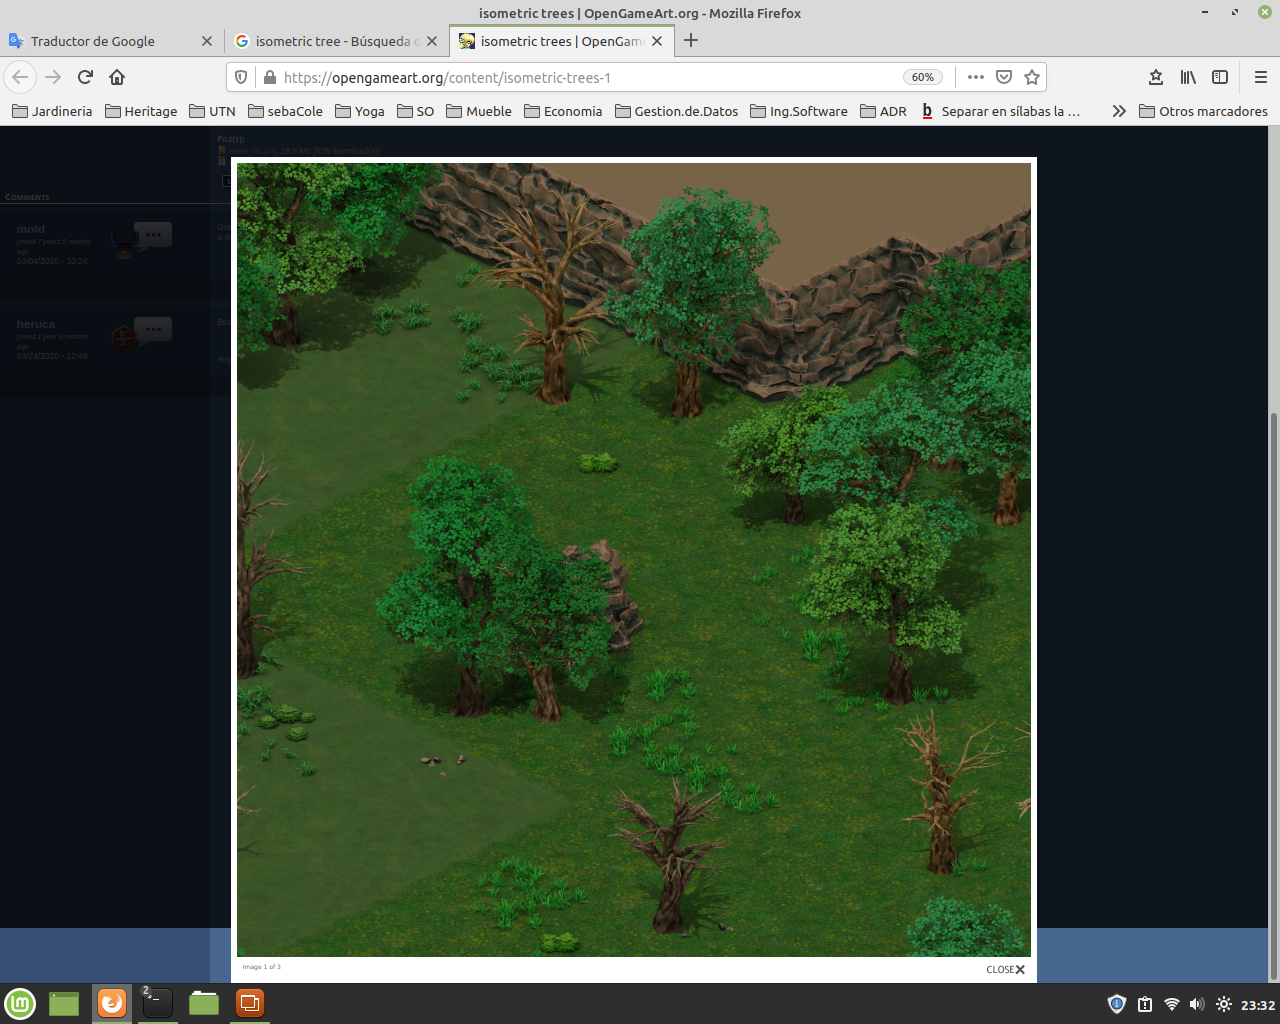 isometric trees | OpenGameArt.org - Mozilla Firefox
Traductor de Google
isometric tree - Búsqueda d
isometric trees | OpenGam
https://opengameart.org/content/isometric-trees-1
60%
Jardineria Heritage UTN sebaCole Yoga SO Mueble Economia Gestion.de.Datos Ing.Software ADR b Separar en sílabas la … Otros marcadores
File(s):
Comments
mold
joined 7 years 5 months
ago
03/04/2020 - 10:24
heruca
joined 1 year 8 months
ago
03/24/2020 - 12:49
Image 1 of 3
CLOSE
2
23:32